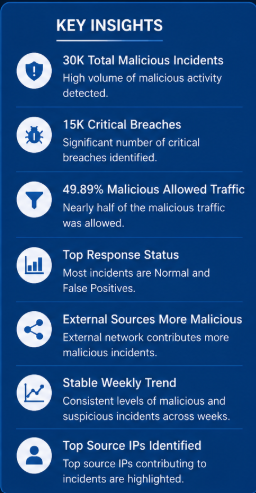 KEY INSIGHTS
30K Total Malicious Incidents
High volume of malicious activity
detected.
15K Critical Breaches
Significant number of critical
breaches identified.
49.89% Malicious Allowed Traffic
Nearly half of the malicious traffic
was allowed.
Top Response Status
Most incidents are Normal and
False Positives.
External Sources More Malicious
External network contributes more
malicious incidents.
Stable Weekly Trend
Consistent levels of malicious and
suspicious incidents across weeks.
Top Source IPs Identified
Top source IPs contributing to
incidents are highlighted.